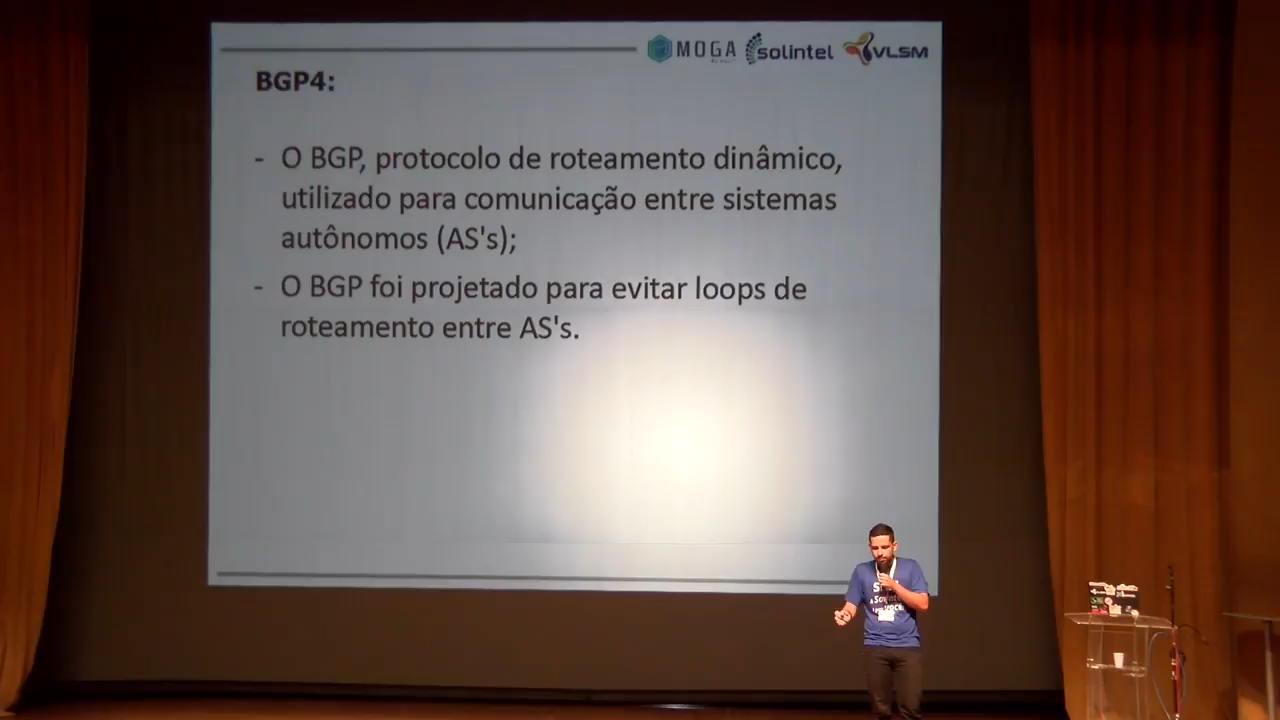 MOGA
solintel
VLSM
BGP4:
- O BGP, protocolo de roteamento dinâmico,
utilizado para comunicação entre sistemas
autônomos (AS's);
- O BGP foi projetado para evitar loops de
roteamento entre AS's.